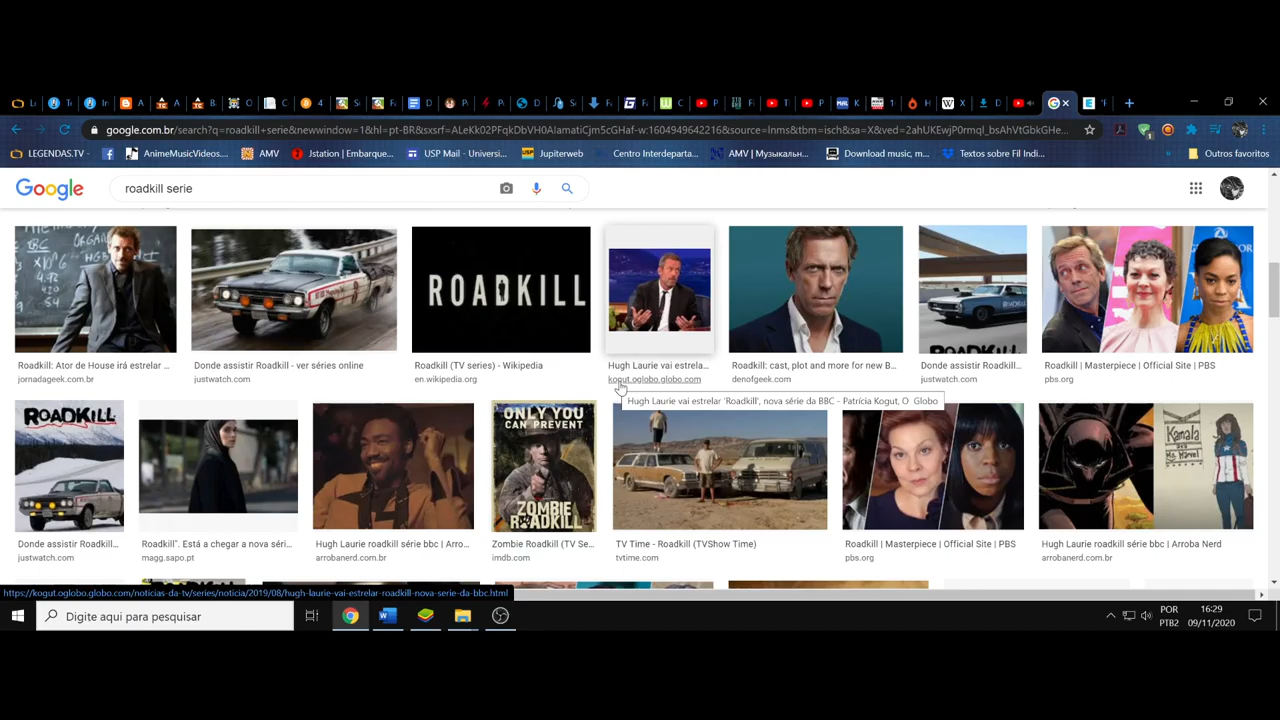 google.com.br/search?q=roadkill+serie&newwindow=1&hl=pt-BR&sxsrf=ALeKk02PFqkDbVH0AIamatiCjm5cGHaf-w:1604949642216&source=lnms&tbm=isch&sa=X&ved=2ahUKEwjP0rmql_bsAhVtGbkGHe...
LEGENDAS.TV -
AnimeMusicVideos...
AMV
Jstation | Embarque...
USP Mail - Universi...
Jupiterweb
Centro Interdeparta...
AMV | Музыкальн...
Download music, m...
Textos sobre Fil Indi...
»
Outros favoritos
Google
roadkill serie
ROADKILL
Roadkill: Ator de House irá estrelar ...
jornadageek.com.br
Donde assistir Roadkill - ver séries online
justwatch.com
Roadkill (TV series) - Wikipedia
en.wikipedia.org
Hugh Laurie vai estrela...
kogut.oglobo.globo.com
Roadkill: cast, plot and more for new B...
denofgeek.com
Donde assistir Roadkill...
justwatch.com
Roadkill | Masterpiece | Official Site | PBS
pbs.org
Hugh Laurie vai estrelar 'Roadkill', nova série da BBC - Patrícia Kogut, O Globo
ROADKILL
ONLY YOU
CAN PREVENT
ZOMBIE
ROADKILL
Kamala
Ms. Marvel
Donde assistir Roadkill...
justwatch.com
Roadkill". Está a chegar a nova séri...
magg.sapo.pt
Hugh Laurie roadkill série bbc | Arro...
arrobanerd.com.br
Zombie Roadkill (TV Se...
imdb.com
TV Time - Roadkill (TVShow Time)
tvtime.com
Roadkill | Masterpiece | Official Site | PBS
pbs.org
Hugh Laurie roadkill série bbc | Arroba Nerd
arrobanerd.com.br
https://kogut.oglobo.globo.com/noticias-da-tv/series/noticia/2019/08/hugh-laurie-vai-estrelar-roadkill-nova-serie-da-bbc.html
Digite aqui para pesquisar
POR
PTB2
16:29
09/11/2020